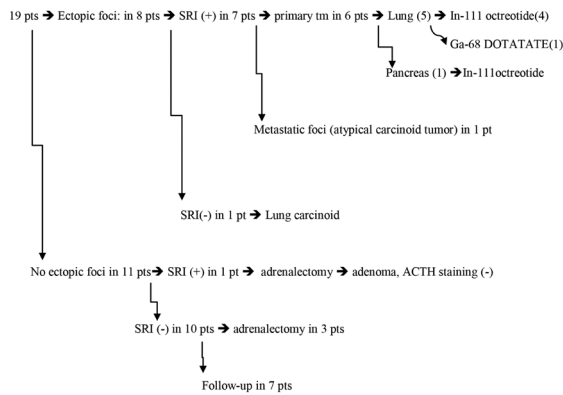 19 pts ➔ Ectopic foci: in 8 pts ➔ SRI (+) in 7 pts ➔ primary tm in 6 pts ➔ Lung (5) ➔ In-111 octreotide(4)
Ga-68 DOTATATE(1)
Pancreas (1) ➔In-111octreotide
Metastatic foci (atypical carcinoid tumor) in 1 pt
SRI(-) in 1 pt ➔ Lung carcinoid
No ectopic foci in 11 pts➔ SRI (+) in 1 pt ➔ adrenalectomy ➔ adenoma, ACTH staining (-)
SRI (-) in 10 pts ➔ adrenalectomy in 3 pts
Follow-up in 7 pts